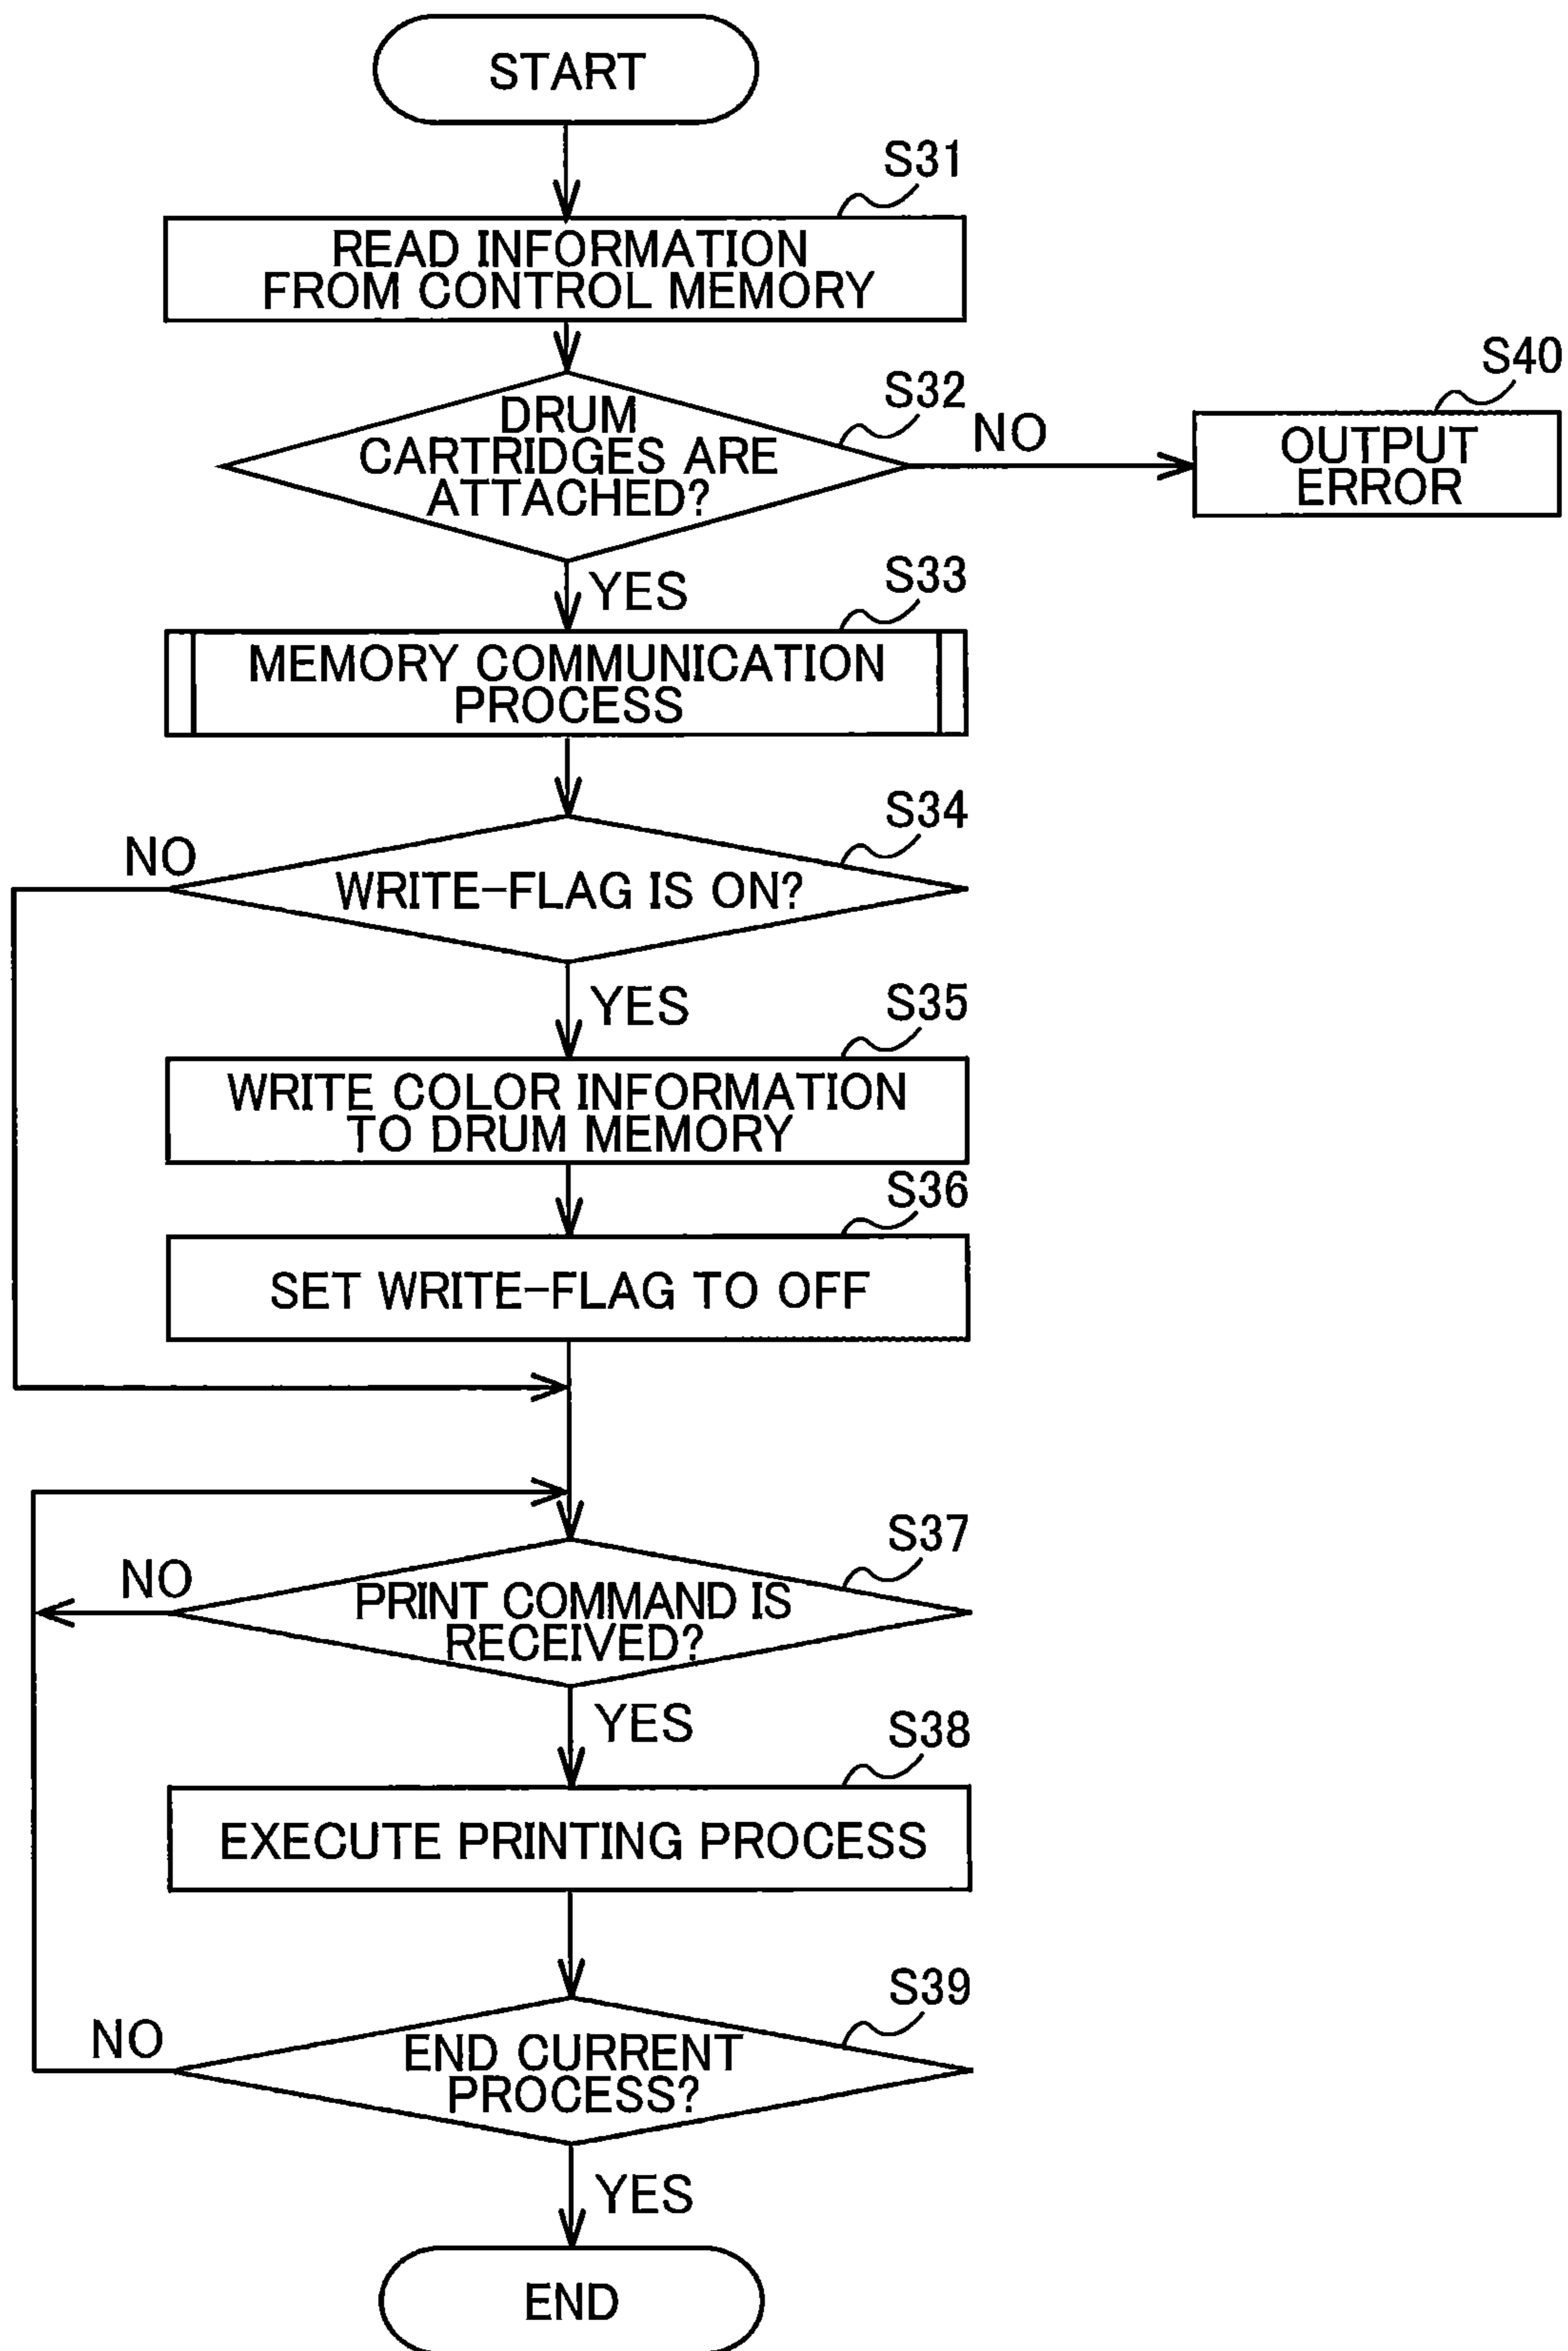 START
S31
READ INFORMATION
FROM CONTROL MEMORY
S32
DRUM
CARTRIDGES ARE
ATTACHED?
NO
S40
OUTPUT
ERROR
YES
S33
MEMORY COMMUNICATION
PROCESS
S34
NO
WRITE-FLAG IS ON?
YES
S35
WRITE COLOR INFORMATION
TO DRUM MEMORY
S36
SET WRITE-FLAG TO OFF
S37
NO
PRINT COMMAND IS
RECEIVED?
YES
S38
EXECUTE PRINTING PROCESS
S39
NO
END CURRENT
PROCESS?
YES
END